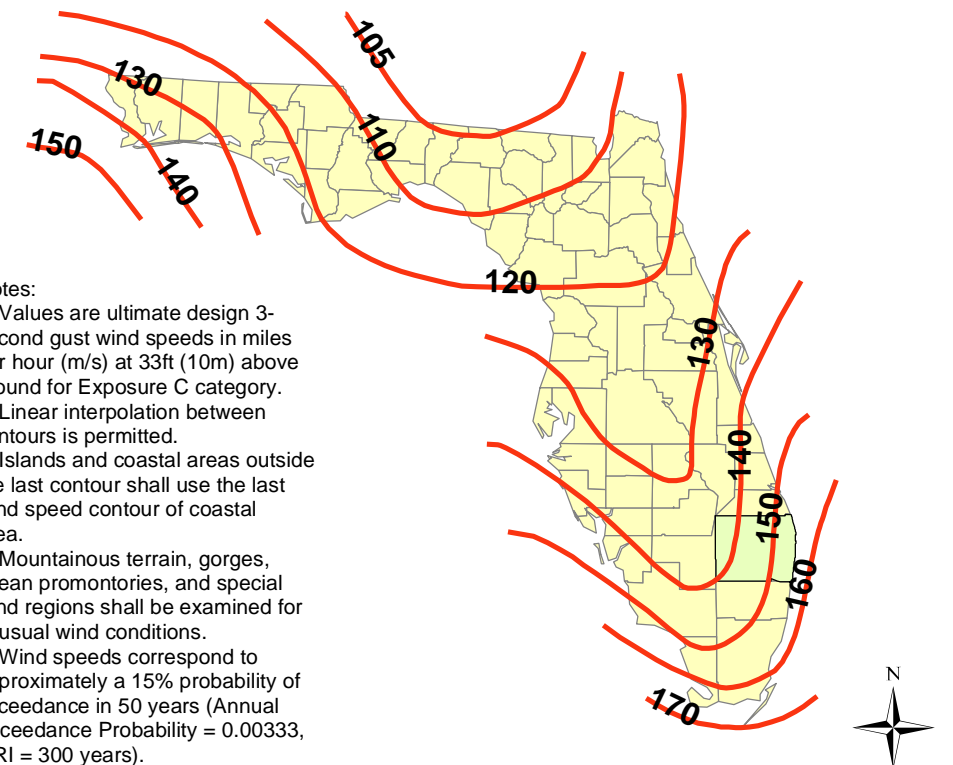 105
130
110
150
140
120
otes:
Values are ultimate design 3-
cond gust wind speeds in miles
r hour (m/s) at 33ft (10m) above
ound for Exposure C category.
Linear interpolation between
ntours is permitted.
Islands and coastal areas outside
e last contour shall use the last
nd speed contour of coastal
ea.
Mountainous terrain, gorges,
ean promontories, and special
nd regions shall be examined for
usual wind conditions.
Wind speeds correspond to
proximately a 15% probability of
ceedance in 50 years (Annual
ceedance Probability = 0.00333,
RI = 300 years).
130
140
150
160
170
N